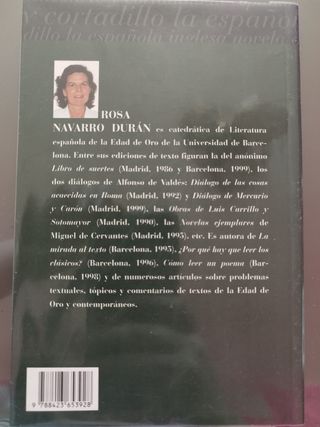 y cortadillo la españo
dillo la española inglesa novela
ROSA
NAVARRO DURÁN es catedrática de Literatura
española de la Edad de Oro de la Universidad de Barce-
lona. Entre sus ediciones de texto figuran la del anónimo
Libro de suertes (Madrid, 1986 y Barcelona, 1999), los
dos diálogos de Alfonso de Valdés: Diálogo de las cosas
acaecidas en Roma (Madrid, 1992) y Diálogo de Mercurio
y Carón (Madrid, 1999), las Obras de Luis Carrillo y
Sotomayor (Madrid, 1990), las Novelas ejemplares de
Miguel de Cervantes (Madrid, 1995), etc. Es autora de La
mirada al texto (Barcelona, 1995), ¿Por qué hay que leer los
clásicos? (Barcelona, 1996), Cómo leer un poema (Bar-
celona, 1998) y de numerosos artículos sobre problemas
textuales, tópicos y comentarios de textos de la Edad de
Oro y contemporáneos.
9 788423 653928